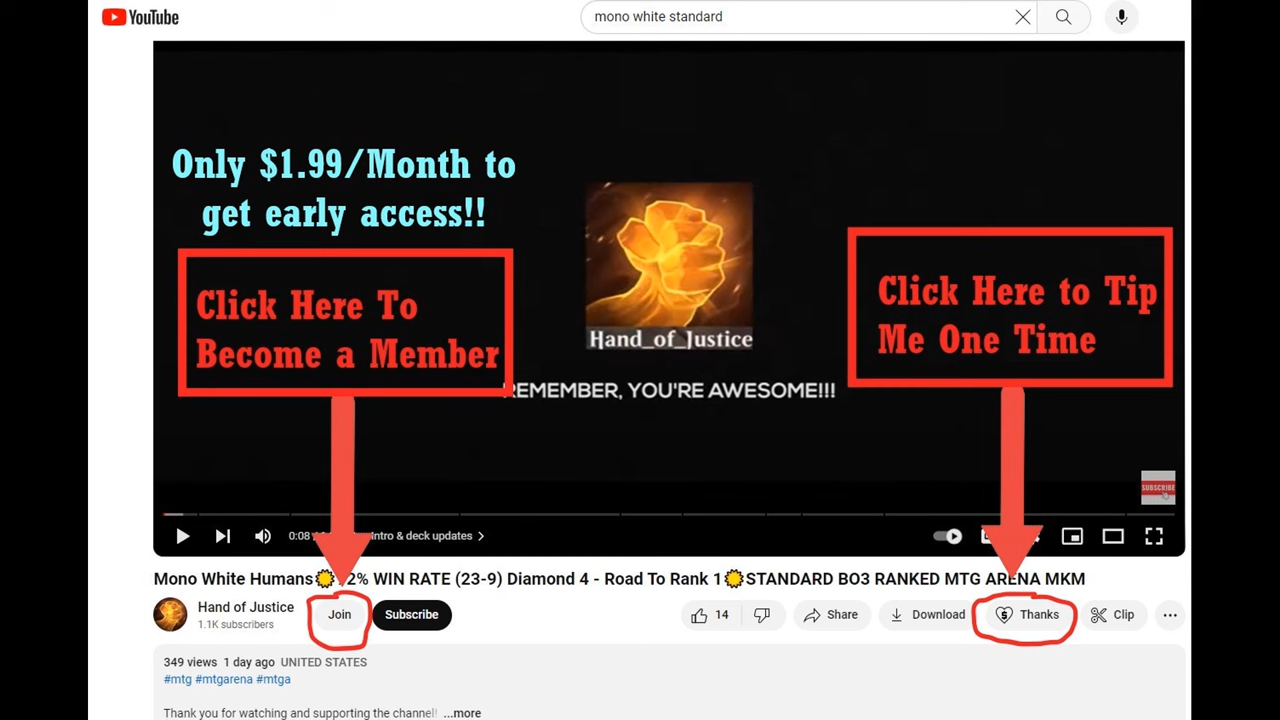 YouTube
mono white standard
Only $1.99/Month to
get early access!!
Click Here To
Become a Member
Click Here to Tip
Me One Time
Hand_of_Justice
REMEMBER, YOU'RE AWESOME!!!
SUBSCRIBE
0:08
Intro & deck updates
Mono White Humans 2% WIN RATE (23-9) Diamond 4 - Road To Rank 1 STANDARD BO3 RANKED MTG ARENA MKM
Hand of Justice
1.1K subscribers
Join
Subscribe
14
Share
Download
Thanks
Clip
349 views 1 day ago UNITED STATES
#mtg #mtgarena #mtga
Thank you for watching and supporting the channel! ...more